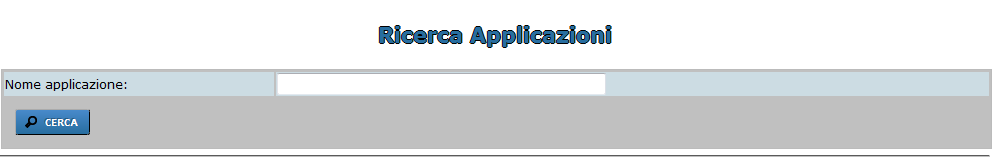 Ricerca Applicazioni
Nome applicazione:
CERCA